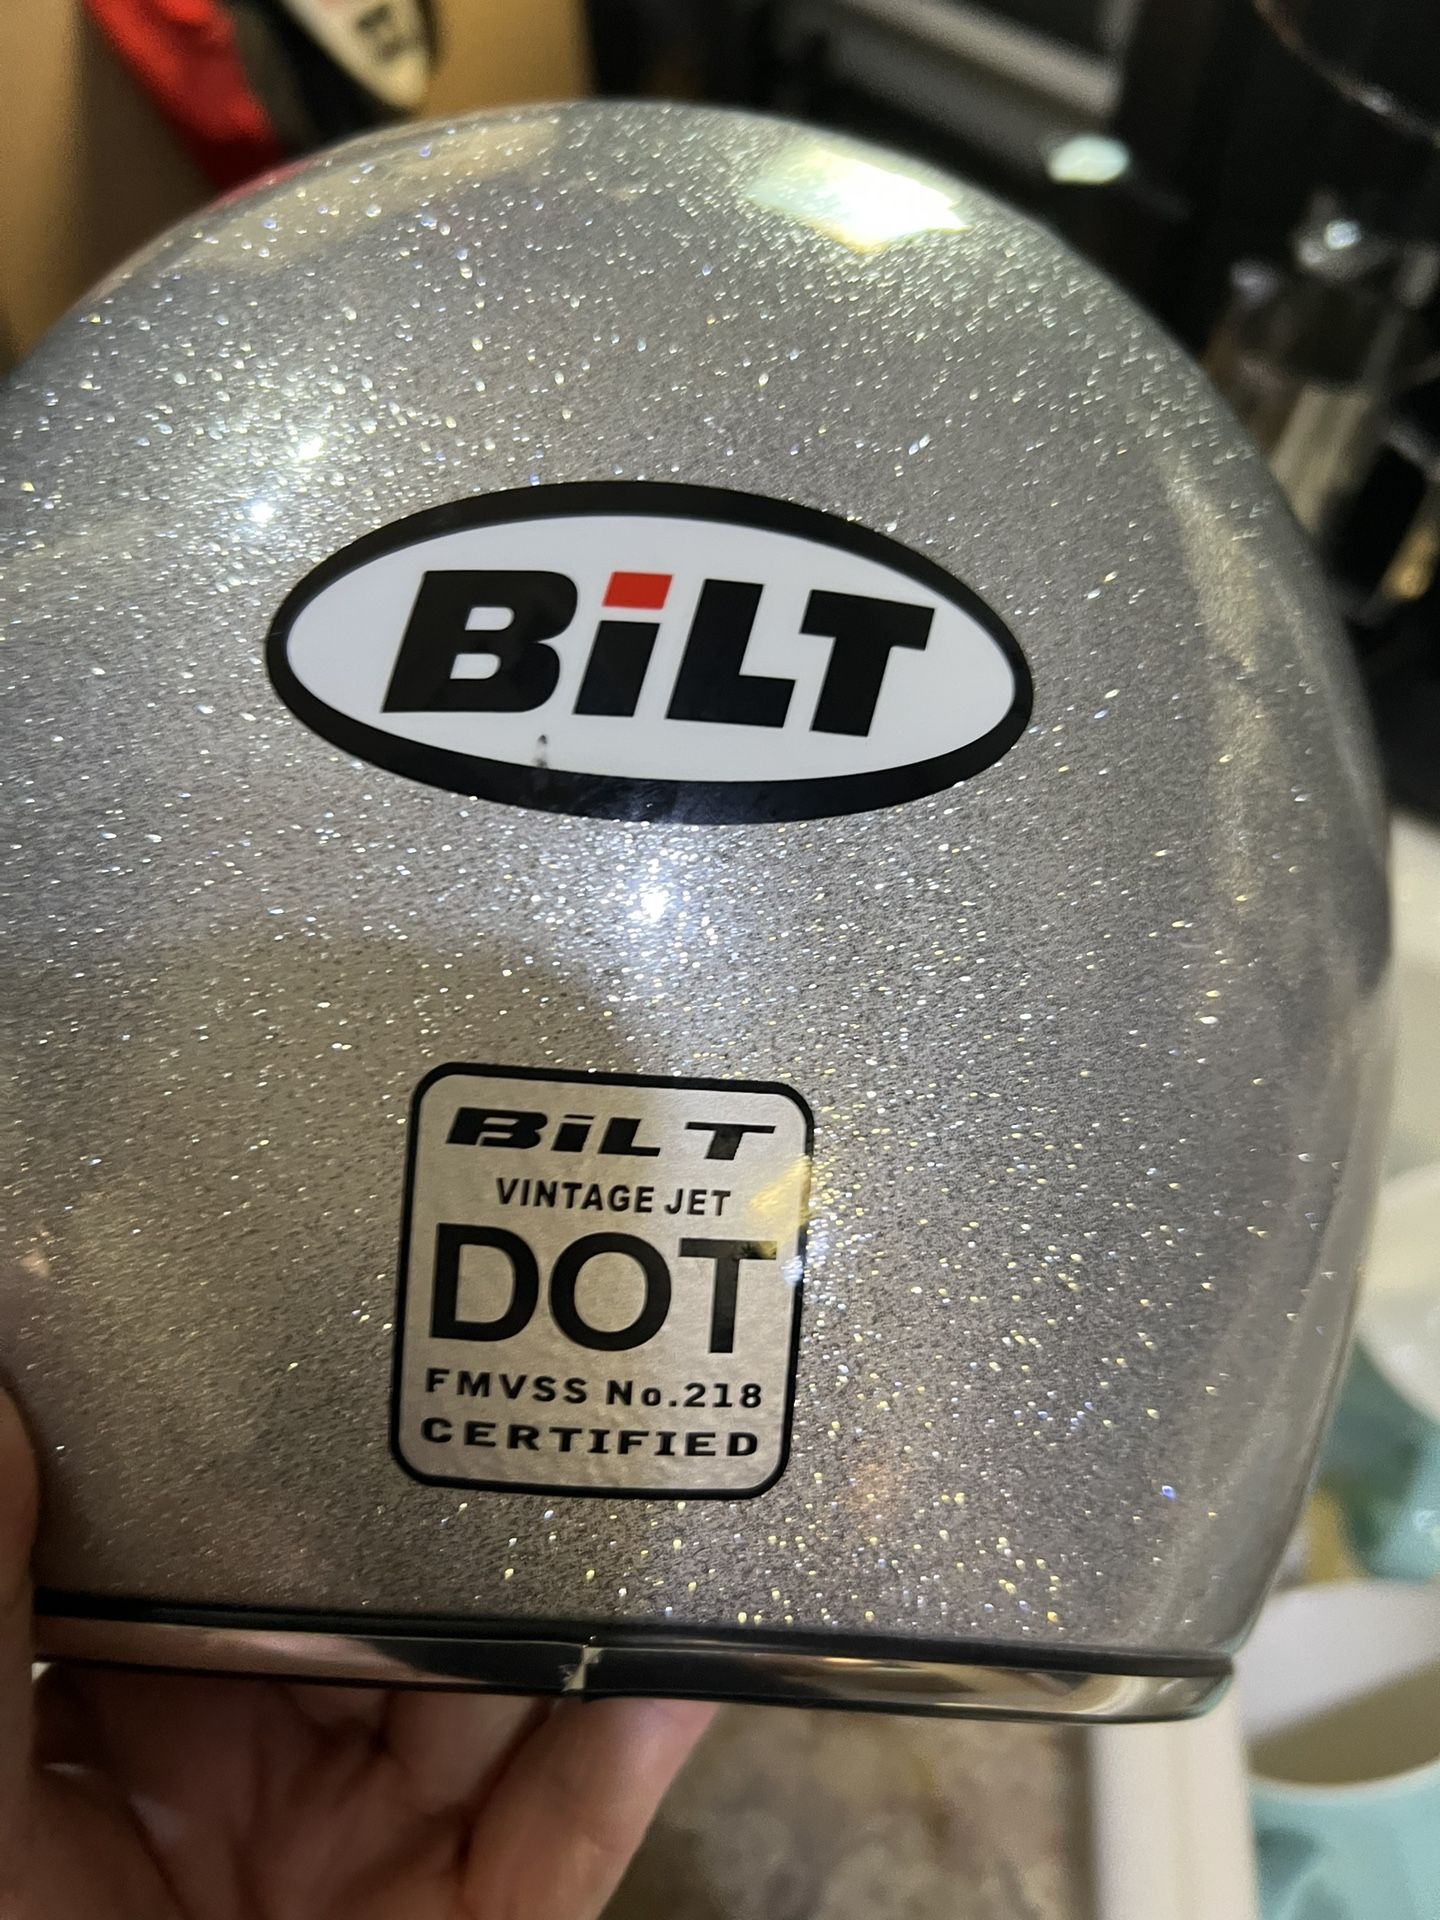 BiLT
BiLT
VINTAGE JET
DOT
FMVSS No.218
CERTIFIED